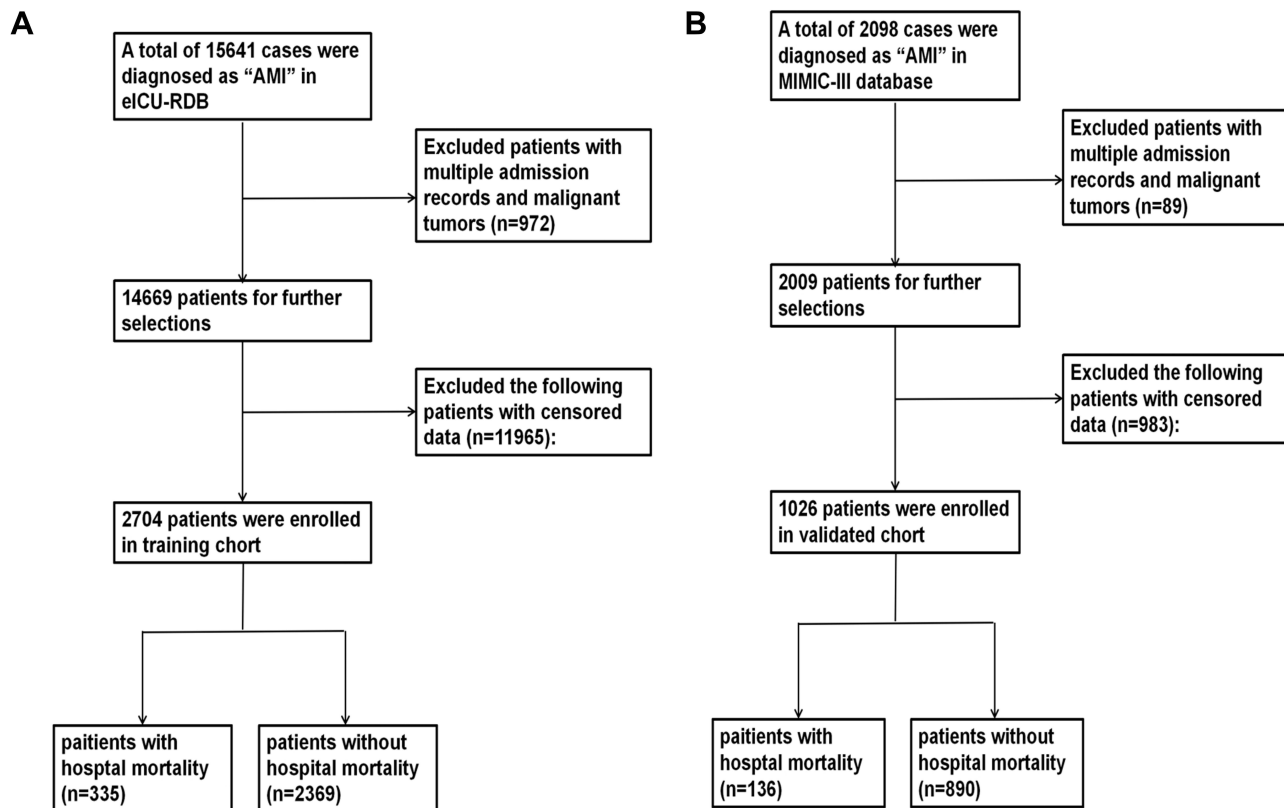 A
A total of 15641 cases were
diagnosed as “AMI” in
eICU-RDB
Excluded patients with
multiple admission
records and malignant
tumors (n=972)
14669 patients for further
selections
Excluded the following
patients with censored
data (n=11965):
2704 patients were enrolled
in training chort
paitients with
hosptal mortality
(n=335)
patients without
hospital mortality
(n=2369)
B
A total of 2098 cases were
diagnosed as “AMI” in
MIMIC-III database
Excluded patients with
multiple admission
records and malignant
tumors (n=89)
2009 patients for further
selections
Excluded the following
patients with censored
data (n=983):
1026 patients were enrolled
in validated chort
paitients with
hosptal mortality
(n=136)
patients without
hospital mortality
(n=890)